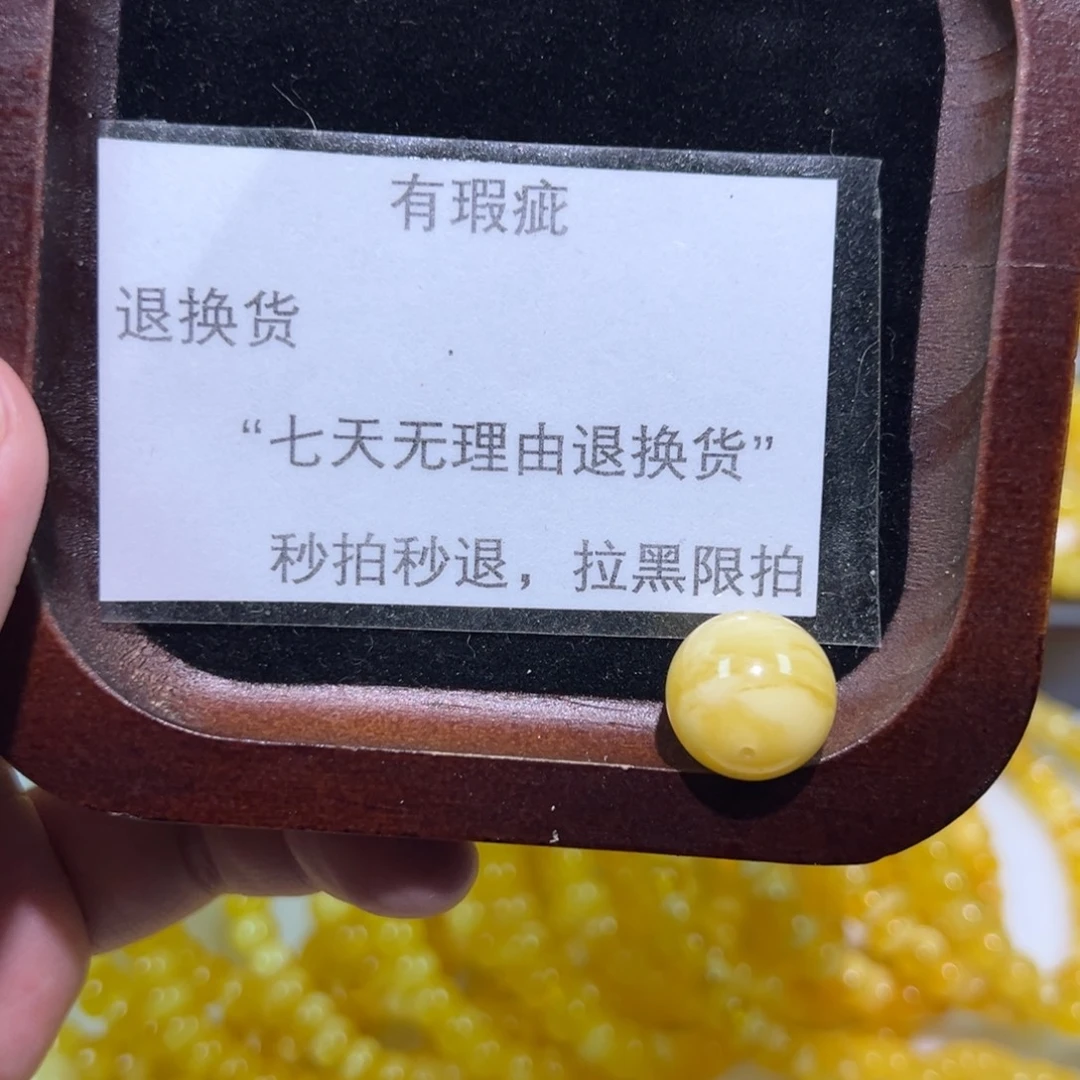 有瑕疵
退换货
“七天无理由退换货”
秒拍秒退，拉黑限拍